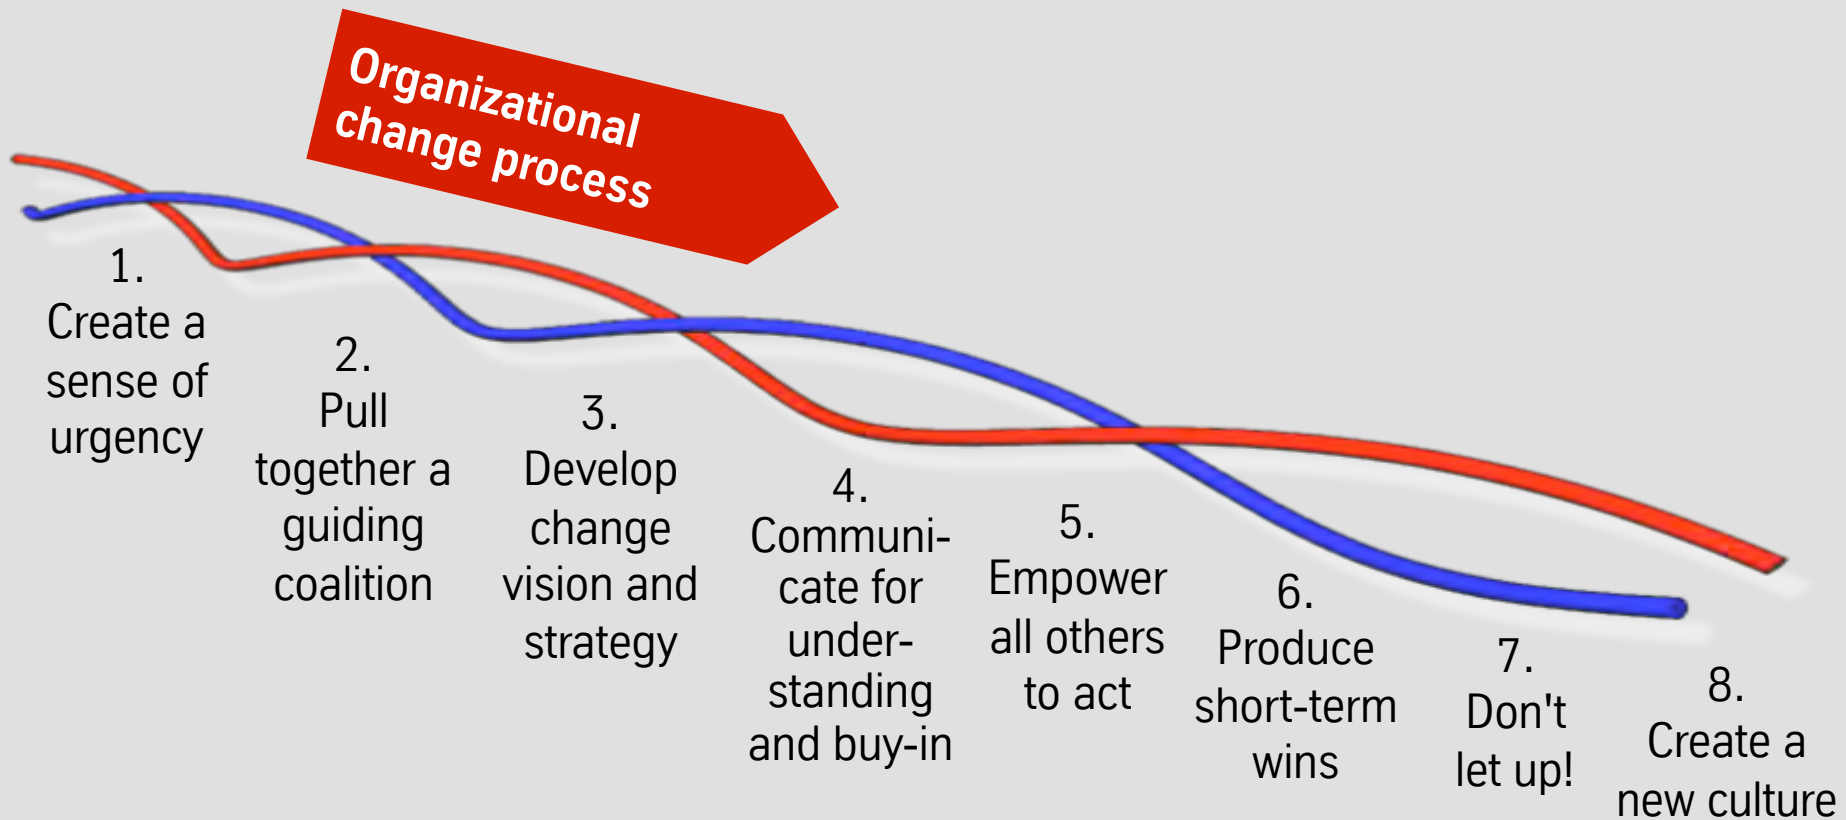 Organizational
change process
1.
Create a
sense of
urgency
2.
Pull
together a
guiding
coalition
3.
Develop
change
vision and
strategy
4.
Communi-
cate for
under-
standing
and buy-in
5.
Empower
all others
to act
6.
Produce
short-term
wins
7.
Don't
let up!
8.
Create a
new culture